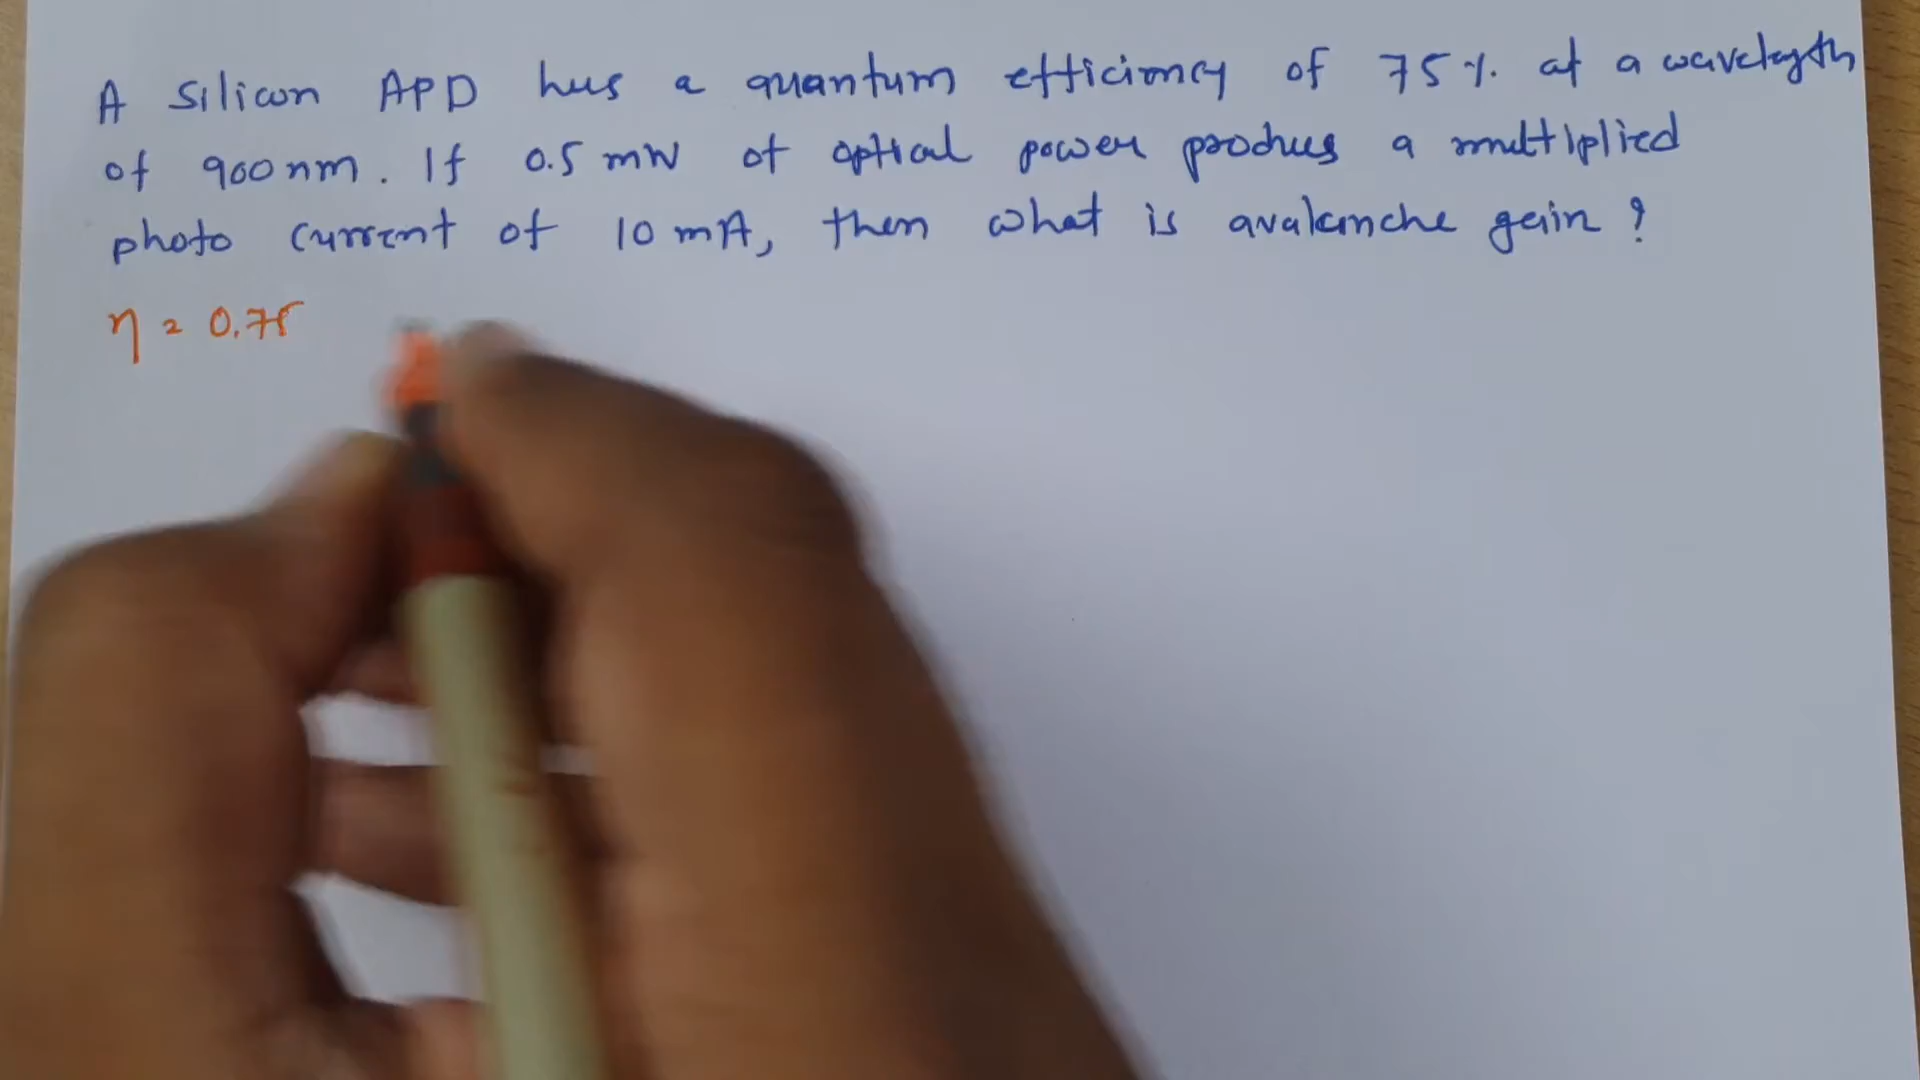 A Silicon APD has a quantum efficiency of 75% at a wavelength
of 900nm. If 0.5 mW of optical power produces a multiplied
photo current of 10 mA, then what is avalanche gain ?
η = 0.75